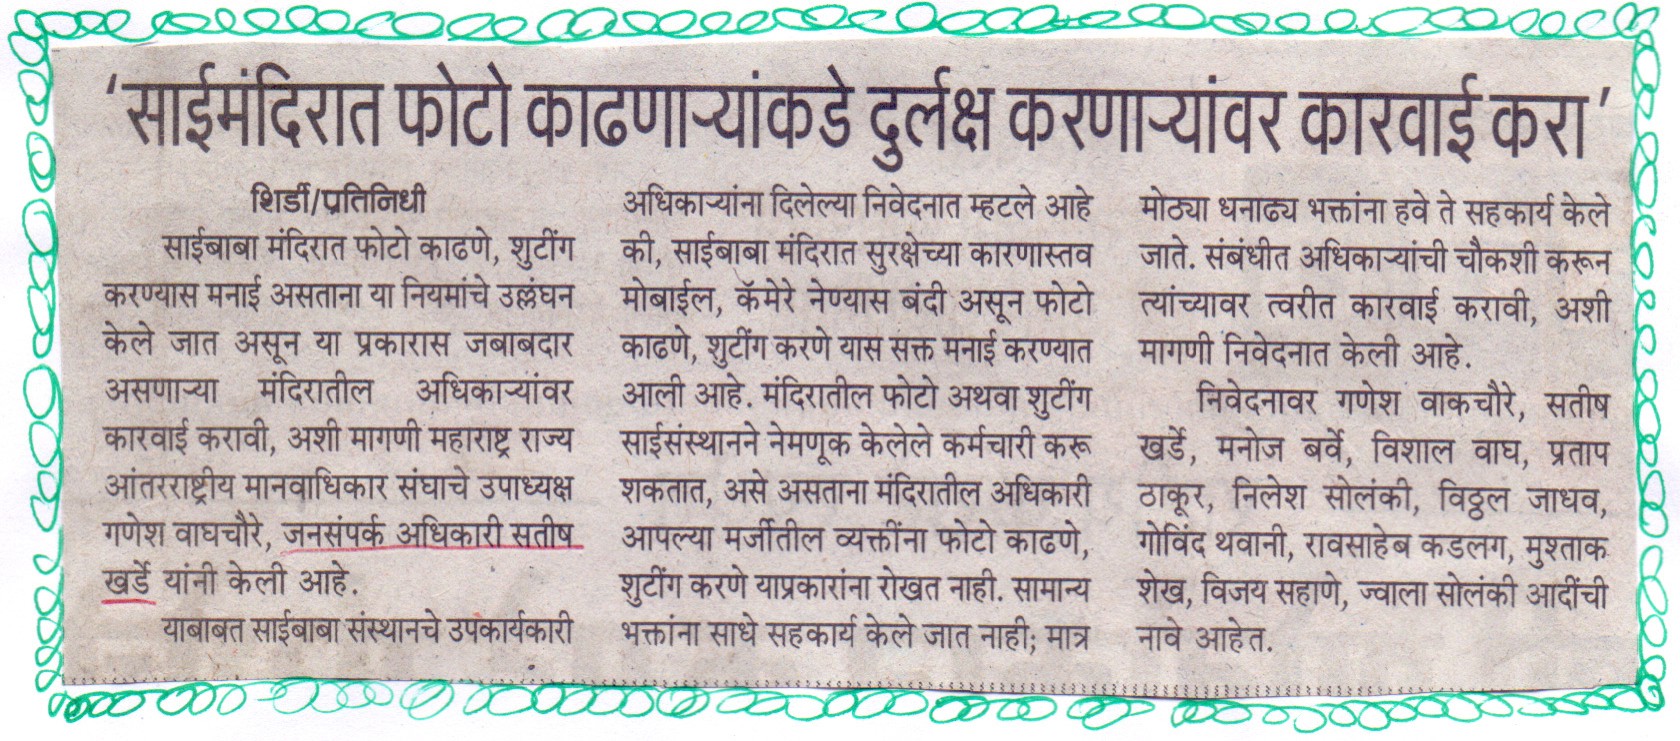 ‘साईमंदिरात फोटो काढणाऱ्यांकडे दुर्लक्ष करणाऱ्यांवर कारवाई करा’
शिर्डी/प्रतिनिधी
साईबाबा मंदिरात फोटो काढणे, शुटींग
करण्यास मनाई असताना या नियमांचे उल्लंघन
केले जात असून या प्रकारास जबाबदार
असणाऱ्या मंदिरातील अधिकाऱ्यांवर
कारवाई करावी, अशी मागणी महाराष्ट्र राज्य
आंतरराष्ट्रीय मानवाधिकार संघाचे उपाध्यक्ष
गणेश वाघचौरे, जनसंपर्क अधिकारी सतीष
खर्डे यांनी केली आहे.
याबाबत साईबाबा संस्थानचे उपकार्यकारी
अधिकाऱ्यांना दिलेल्या निवेदनात म्हटले आहे
की, साईबाबा मंदिरात सुरक्षेच्या कारणास्तव
मोबाईल, कॅमेरे नेण्यास बंदी असून फोटो
काढणे, शुटींग करणे यास सक्त मनाई करण्यात
आली आहे. मंदिरातील फोटो अथवा शुटींग
साईसंस्थानने नेमणूक केलेले कर्मचारी करू
शकतात, असे असताना मंदिरातील अधिकारी
आपल्या मर्जीतील व्यक्तींना फोटो काढणे,
शुटींग करणे याप्रकारांना रोखत नाही. सामान्य
भक्तांना साधे सहकार्य केले जात नाही; मात्र
मोठ्या धनाढ्य भक्तांना हवे ते सहकार्य केले
जाते. संबंधीत अधिकाऱ्यांची चौकशी करून
त्यांच्यावर त्वरीत कारवाई करावी, अशी
मागणी निवेदनात केली आहे.
निवेदनावर गणेश वाकचौरे, सतीष
खर्डे, मनोज बर्वे, विशाल वाघ, प्रताप
ठाकूर, निलेश सोलंकी, विठ्ठल जाधव,
गोविंद थवानी, रावसाहेब कडलग, मुश्ताक
शेख, विजय सहाणे, ज्वाला सोलंकी आदींची
नावे आहेत.